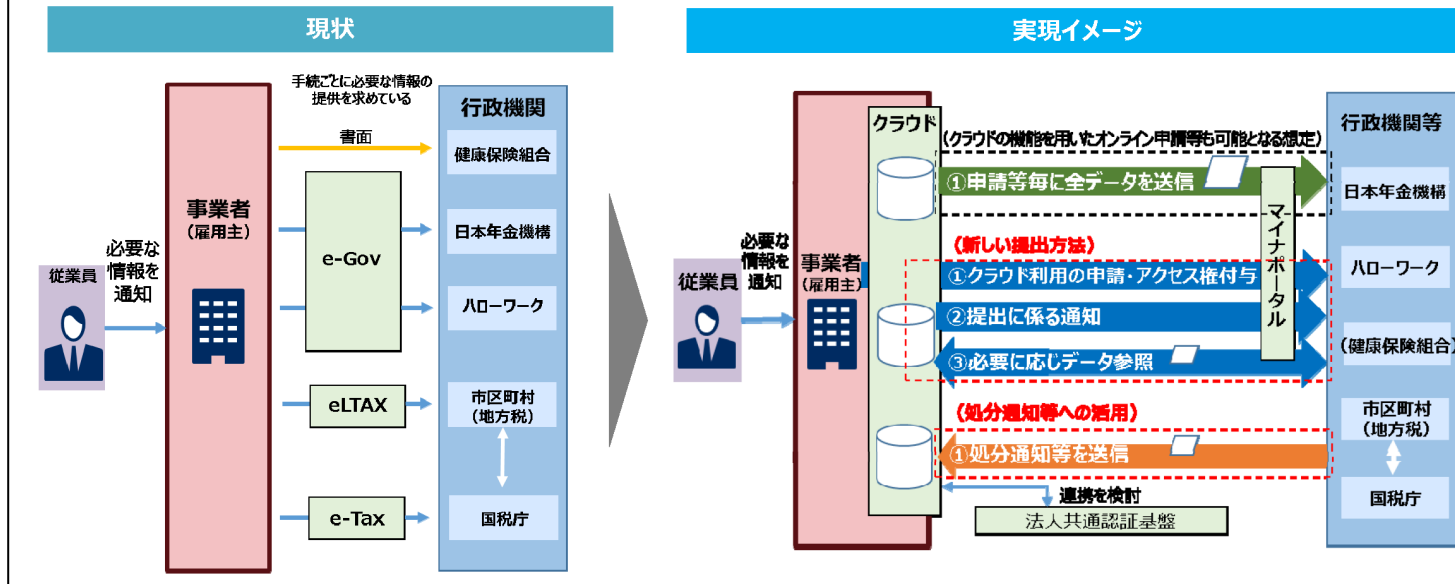 現状
手続ごとに必要な情報の
提供を求めている
行政機関
書面
健康保険組合
事業者
(雇用主)
e-Gov
日本年金機構
ハローワーク
必要な
情報を
通知
従業員
eLTAX
市区町村
(地方税)
e-Tax
国税庁
実現イメージ
クラウド
(クラウドの機能を用いたオンライン申請等も可能となる想定)
行政機関等
①申請等毎に全データを送信
日本年金機構
マイナポータル
必要な
情報を
通知
従業員
事業者
(雇用主)
(新しい提出方法)
①クラウド利用の申請・アクセス権付与
ハローワーク
②提出に係る通知
③必要に応じデータ参照
(健康保険組合)
(処分通知等への活用)
①処分通知等を送信
市区町村
(地方税)
国税庁
連携を検討
法人共通認証基盤